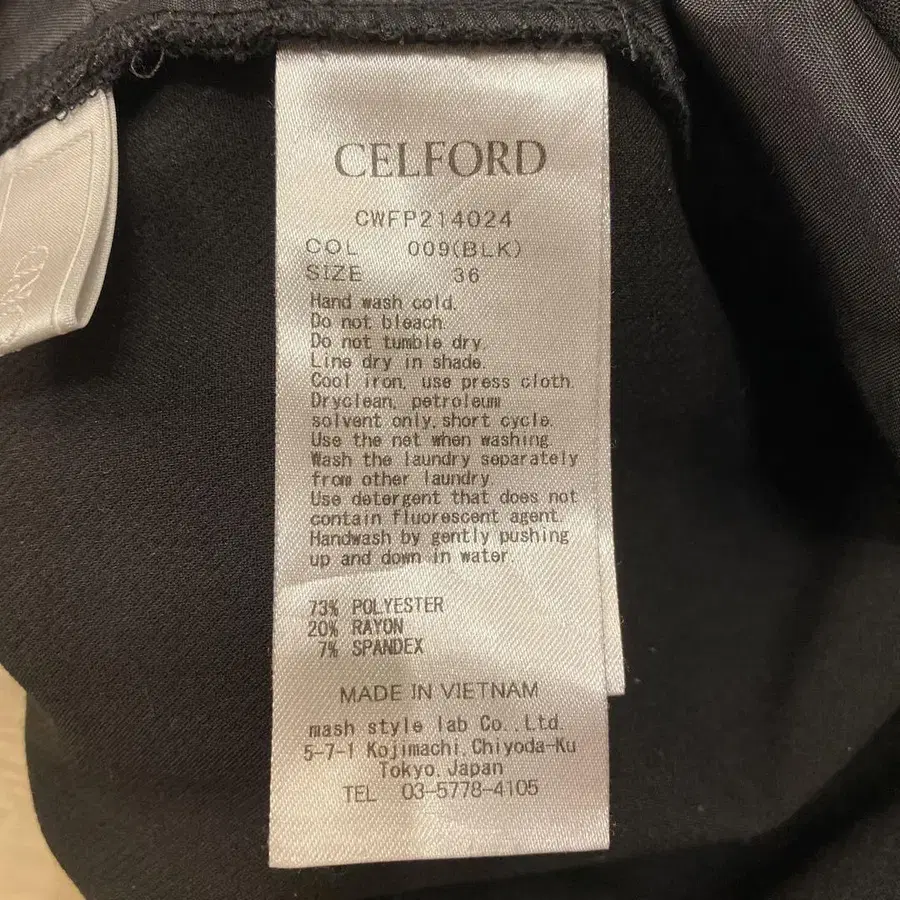 CELFORD
CWFP214024
COL 009(BLK)
SIZE 36
Hand wash cold.
Do not bleach.
Do not tumble dry.
Line dry in shade.
Cool iron, use press cloth.
Dryclean, petroleum
solvent only, short cycle.
Use the net when washing.
Wash the laundry separately
from other laundry.
Use detergent that does not
contain fluorescent agent.
Handwash by gently pushing
up and down in water.
73% POLYESTER
20% RAYON
7% SPANDEX
MADE IN VIETNAM
mash style lab Co.,Ltd.
5-7-1 Kojimachi,Chiyoda-Ku
Tokyo,Japan
TEL 03-5778-4105